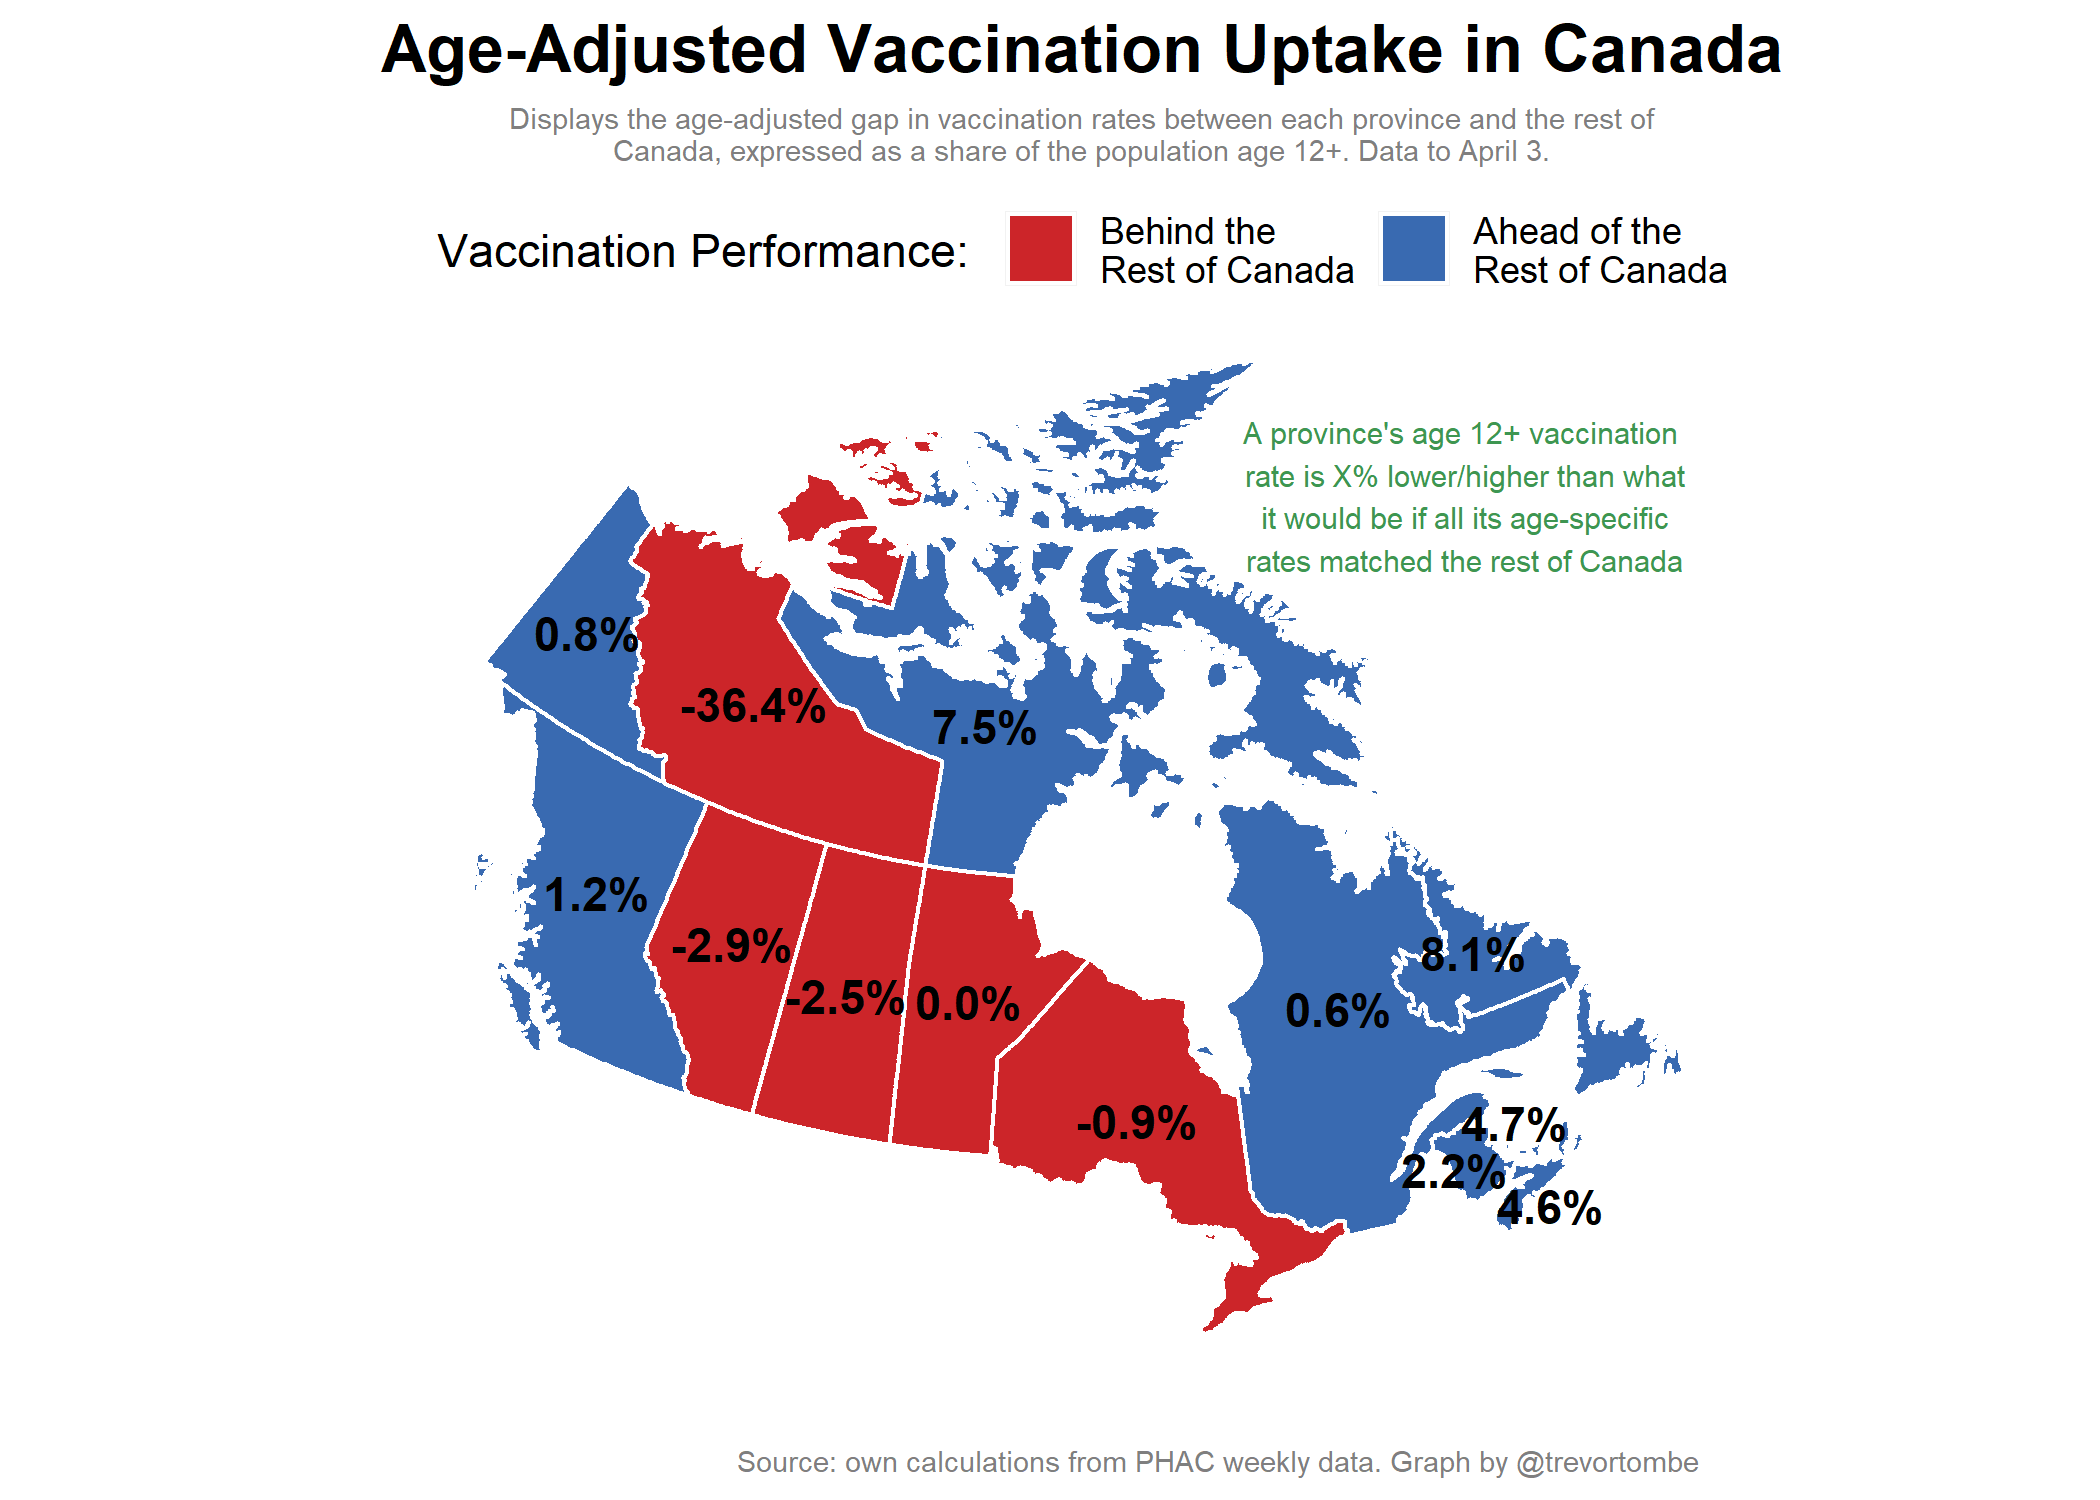 Age-Adjusted Vaccination Uptake in Canada
Displays the age-adjusted gap in vaccination rates between each province and the rest of
Canada, expressed as a share of the population age 12+. Data to April 3.
Vaccination Performance:
Behind the
Rest of Canada
Ahead of the
Rest of Canada
A province's age 12+ vaccination
rate is X% lower/higher than what
it would be if all its age-specific
rates matched the rest of Canada
0.8%
-36.4%
7.5%
1.2%
-2.9%
-2.5%
0.0%
-0.9%
0.6%
8.1%
4.7%
2.2%
4.6%
Source: own calculations from PHAC weekly data. Graph by @trevortombe